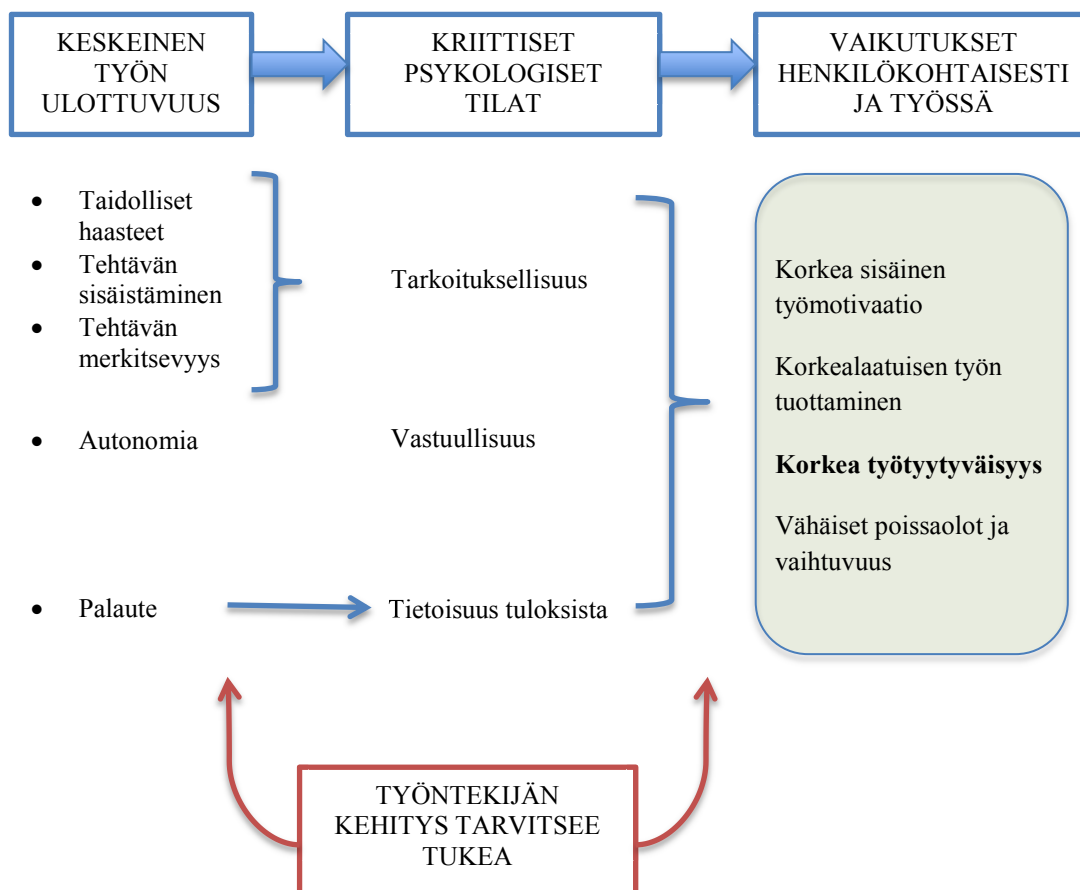 KESKEINEN
TYÖN
ULOTTUVUUS
KRIITTISET
PSYKOLOGISET
TILAT
VAIKUTUKSET
HENKILÖKOHTAISESTI
JA TYÖSSÄ
• Taidolliset
haasteet
• Tehtävän
sisäistäminen
• Tehtävän
merkitsevyys
• Autonomia
• Palaute
Tarkoituksellisuus
Vastuullisuus
Tietoisuus tuloksista
Korkea sisäinen
työmotivaatio
Korkealaatuisen työn
tuottaminen
Korkea työtyytyväisyys
Vähäiset poissaolot ja
vaihtuvuus
TYÖNTEKIJÄN
KEHITYS TARVITSEE
TUKEA